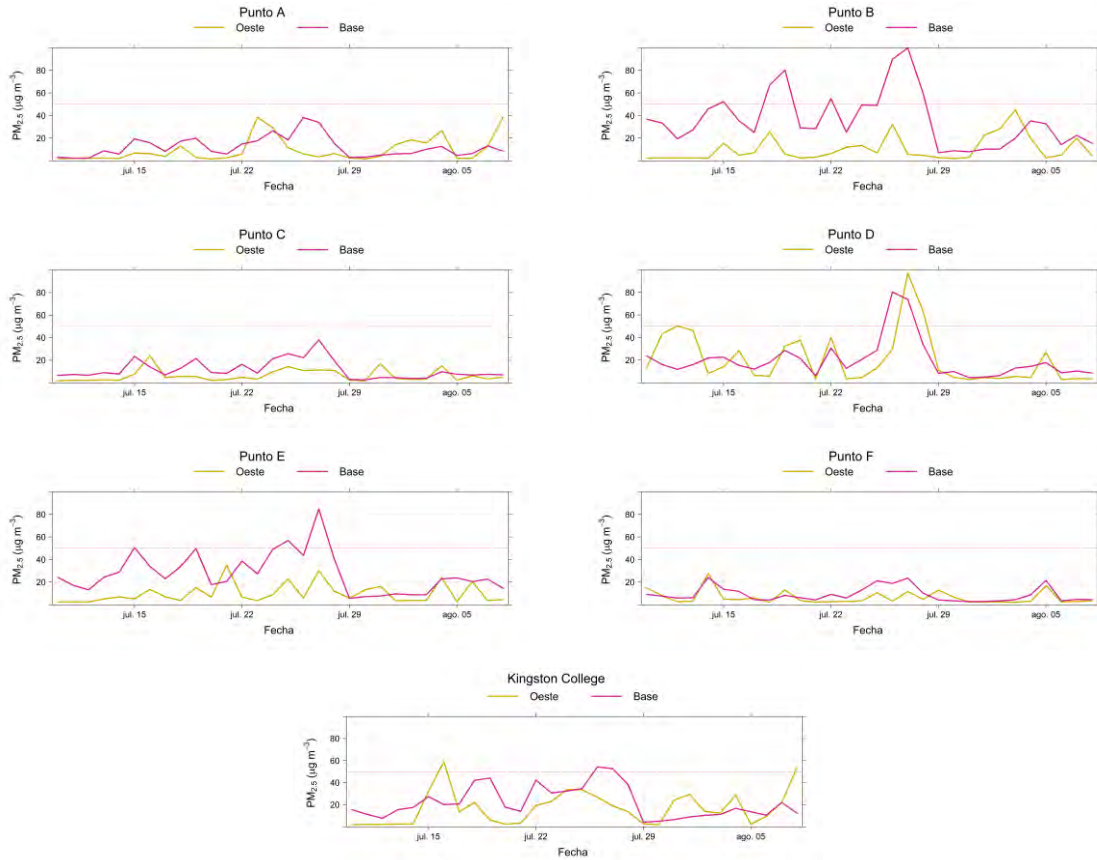 Punto A
Oeste Base
PM2.5 (µg m−3)
80
60
40
20
jul. 15 jul. 22 jul. 29 ago. 05
Fecha
Punto B
Oeste Base
PM2.5 (µg m−3)
80
60
40
20
jul. 15 jul. 22 jul. 29 ago. 05
Fecha
Punto C
Oeste Base
PM2.5 (µg m−3)
80
60
40
20
jul. 15 jul. 22 jul. 29 ago. 05
Fecha
Punto D
Oeste Base
PM2.5 (µg m−3)
80
60
40
20
jul. 15 jul. 22 jul. 29 ago. 05
Fecha
Punto E
Oeste Base
PM2.5 (µg m−3)
80
60
40
20
jul. 15 jul. 22 jul. 29 ago. 05
Fecha
Punto F
Oeste Base
PM2.5 (µg m−3)
80
60
40
20
jul. 15 jul. 22 jul. 29 ago. 05
Fecha
Kingston College
Oeste Base
PM2.5 (µg m−3)
80
60
40
20
jul. 15 jul. 22 jul. 29 ago. 05
Fecha